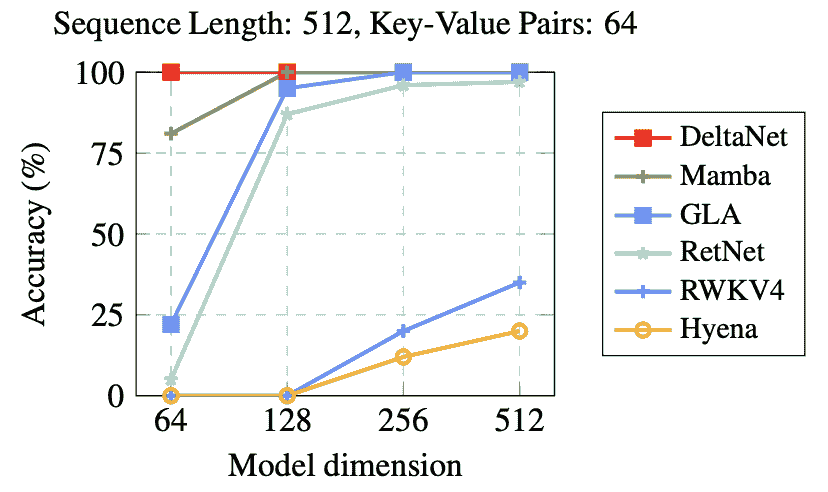 Sequence Length: 512, Key-Value Pairs: 64
100
75
50
25
0
Accuracy (%)
64 128 256 512
Model dimension
DeltaNet
Mamba
GLA
RetNet
RWKV4
Hyena